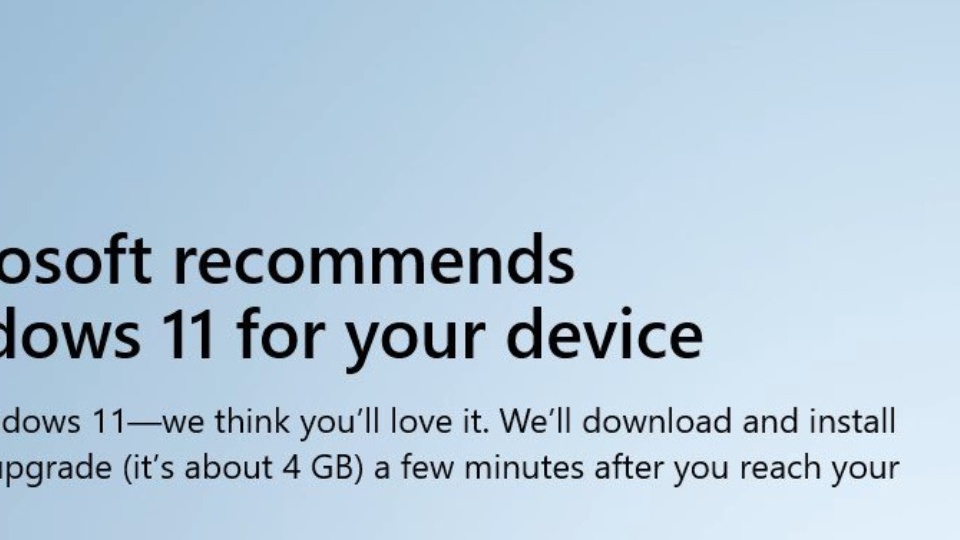 osoft recommends
dows 11 for your device
dows 11—we think you’ll love it. We’ll download and install
upgrade (it’s about 4 GB) a few minutes after you reach your